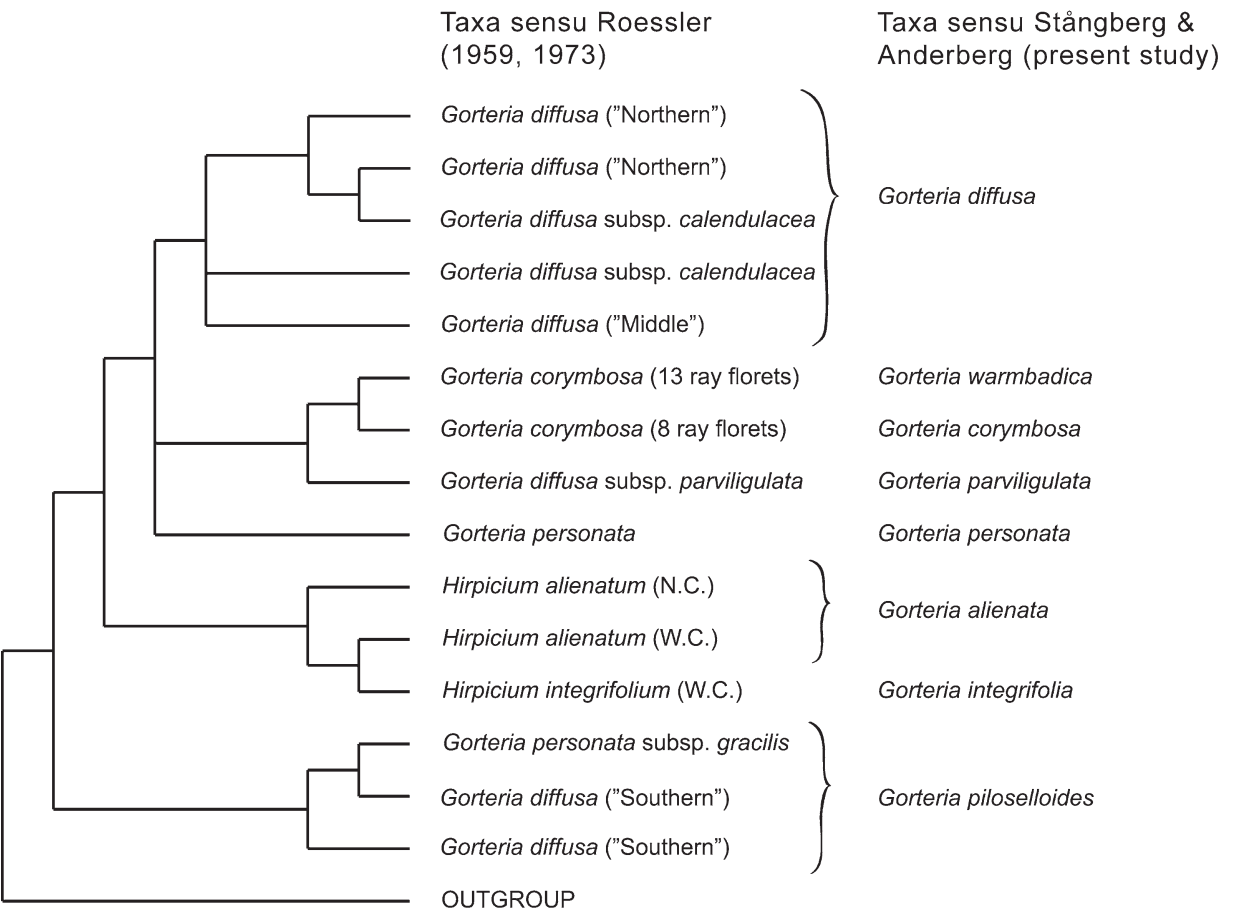 Taxa sensu Roessler
(1959, 1973)
Taxa sensu Stångberg &
Anderberg (present study)
Gorteria diffusa (”Northern”)
Gorteria diffusa (”Northern”)
Gorteria diffusa
Gorteria diffusa subsp. calendulacea
Gorteria diffusa subsp. calendulacea
Gorteria diffusa (”Middle”)
Gorteria corymbosa (13 ray florets)
Gorteria warmbadica
Gorteria corymbosa (8 ray florets)
Gorteria corymbosa
Gorteria diffusa subsp. parviligulata
Gorteria parviligulata
Gorteria personata
Gorteria personata
Hirpicium alienatum (N.C.)
Gorteria alienata
Hirpicium alienatum (W.C.)
Hirpicium integrifolium (W.C.)
Gorteria integrifolia
Gorteria personata subsp. gracilis
Gorteria diffusa (”Southern”)
Gorteria piloselloides
Gorteria diffusa (”Southern”)
OUTGROUP